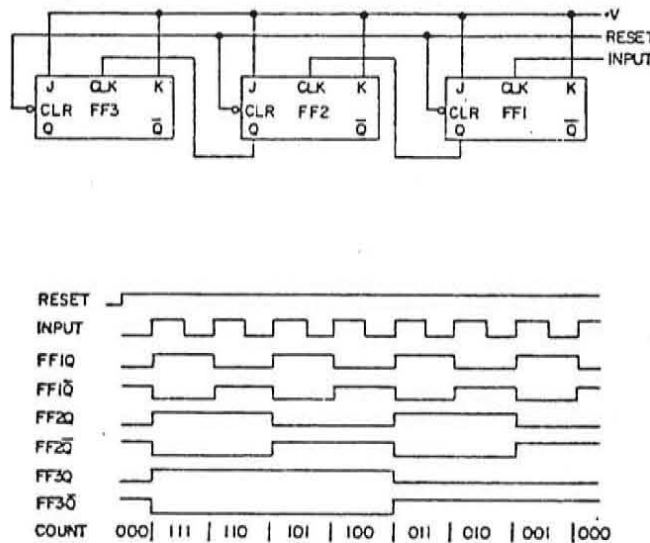 +V
RESET
INPUT
J CLK K J CLK K J CLK K
CLR FF3 CLR FF2 CLR FF1
Q Q̅ Q Q̅ Q Q̅
RESET
INPUT
FF1Q
FF1Q̅
FF2Q
FF2Q̅
FF3Q
FF3Q̅
COUNT 000 | 111 | 110 | 101 | 100 | 011 | 010 | 001 | 000